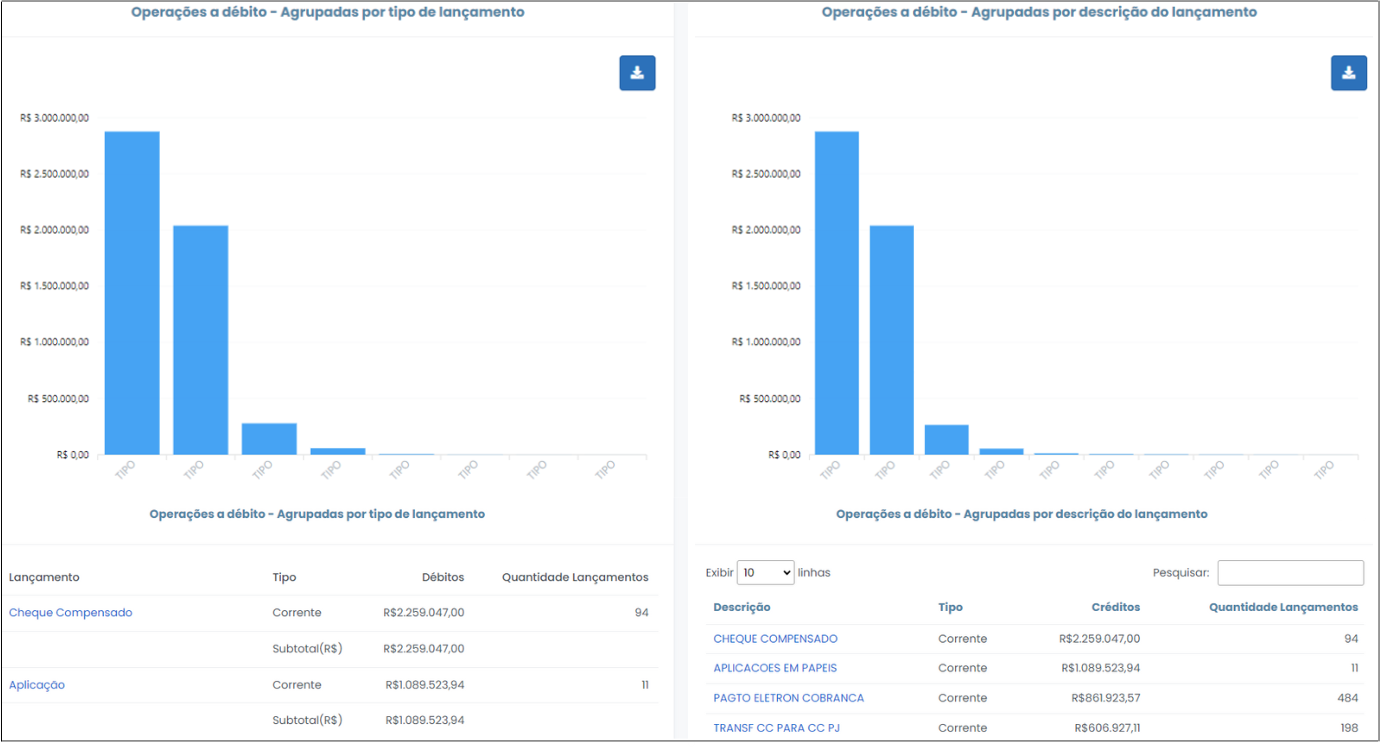 Operações a débito - Agrupadas por tipo de lançamento
R$ 3.000.000,00
R$ 2.500.000,00
R$ 2.000.000,00
R$ 1.500.000,00
R$ 1.000.000,00
R$ 500.000,00
R$ 0,00
TIPO TIPO TIPO TIPO TIPO TIPO TIPO TIPO
Operações a débito - Agrupadas por tipo de lançamento
Lançamento Tipo Débitos Quantidade Lançamentos
Cheque Compensado Corrente R$2.259.047,00 94
Subtotal(R$) R$2.259.047,00
Aplicação Corrente R$1.089.523,94 11
Subtotal(R$) R$1.089.523,94
Operações a débito - Agrupadas por descrição do lançamento
R$ 3.000.000,00
R$ 2.500.000,00
R$ 2.000.000,00
R$ 1.500.000,00
R$ 1.000.000,00
R$ 500.000,00
R$ 0,00
TIPO TIPO TIPO TIPO TIPO TIPO TIPO TIPO TIPO TIPO
Operações a débito - Agrupadas por descrição do lançamento
Exibir 10 linhas Pesquisar:
Descrição Tipo Créditos Quantidade Lançamentos
CHEQUE COMPENSADO Corrente R$2.259.047,00 94
APLICACOES EM PAPEIS Corrente R$1.089.523,94 11
PAGTO ELETRON COBRANCA Corrente R$861.923,57 484
TRANSF CC PARA CC PJ Corrente R$606.927,11 198